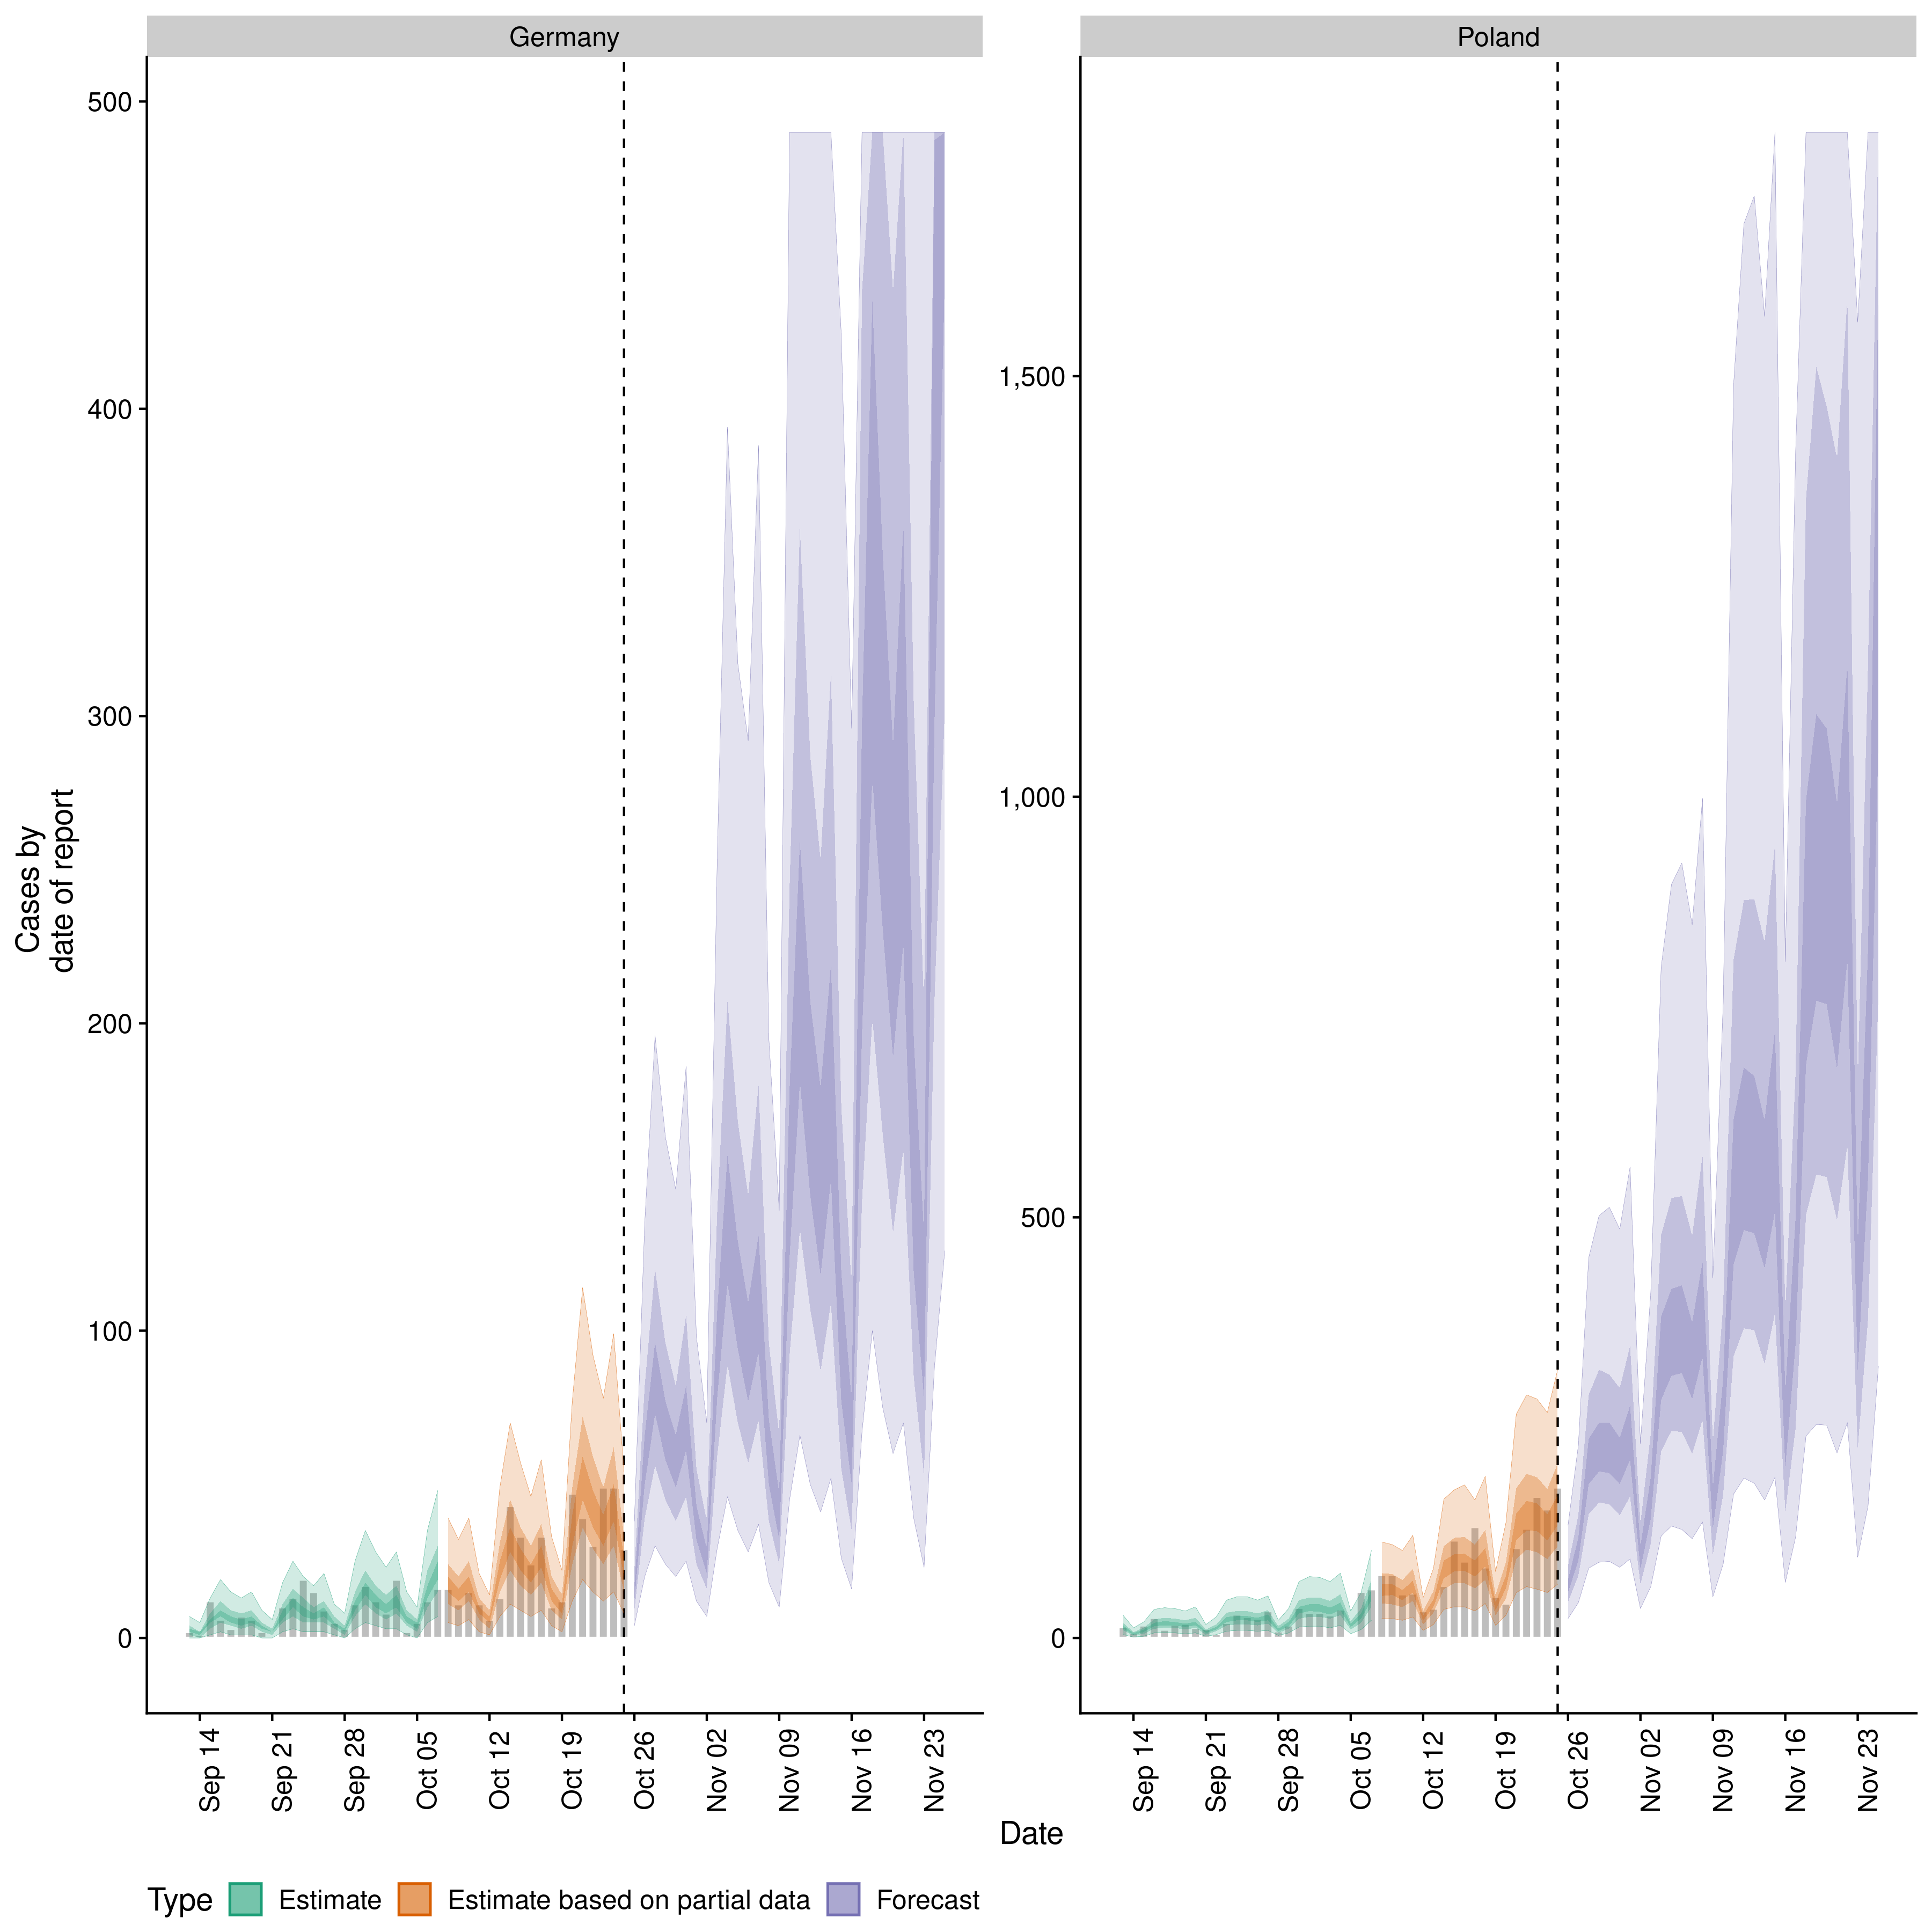 Germany
Poland
Cases by
date of report
500
400
300
200
100
0
1,500
1,000
500
0
Sep 14
Sep 21
Sep 28
Oct 05
Oct 12
Oct 19
Oct 26
Nov 02
Nov 09
Nov 16
Nov 23
Sep 14
Sep 21
Sep 28
Oct 05
Oct 12
Oct 19
Oct 26
Nov 02
Nov 09
Nov 16
Nov 23
Date
Type Estimate Estimate based on partial data Forecast